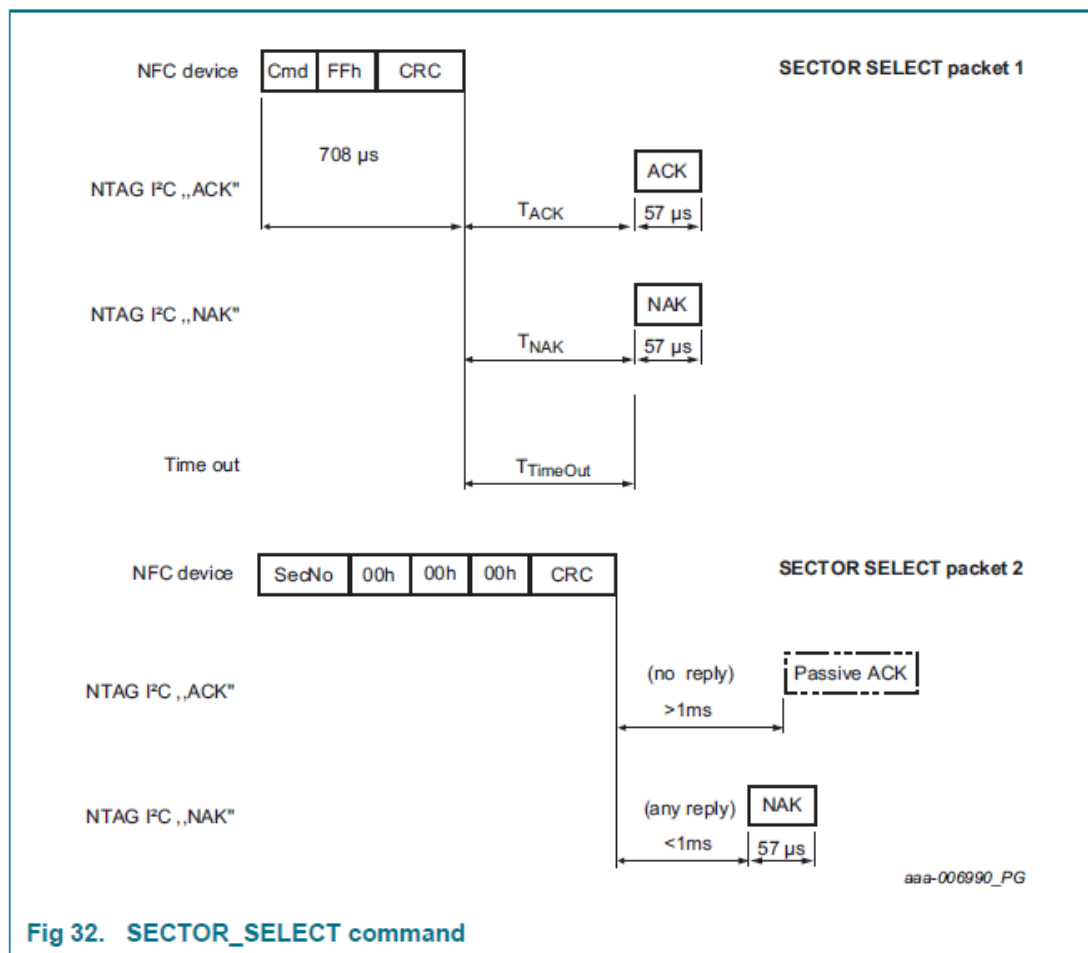 NFC device Cmd FFh CRC SECTOR SELECT packet 1
708 µs
NTAG I²C ,,ACK" ACK
TACK 57 µs
NTAG I²C ,,NAK" NAK
TNAK 57 µs
Time out TTimeOut
NFC device SecNo 00h 00h 00h CRC SECTOR SELECT packet 2
NTAG I²C ,,ACK" (no reply) Passive ACK
>1ms
NTAG I²C ,,NAK" (any reply) NAK
<1ms 57 µs
aaa-006990_PG
Fig 32. SECTOR_SELECT command